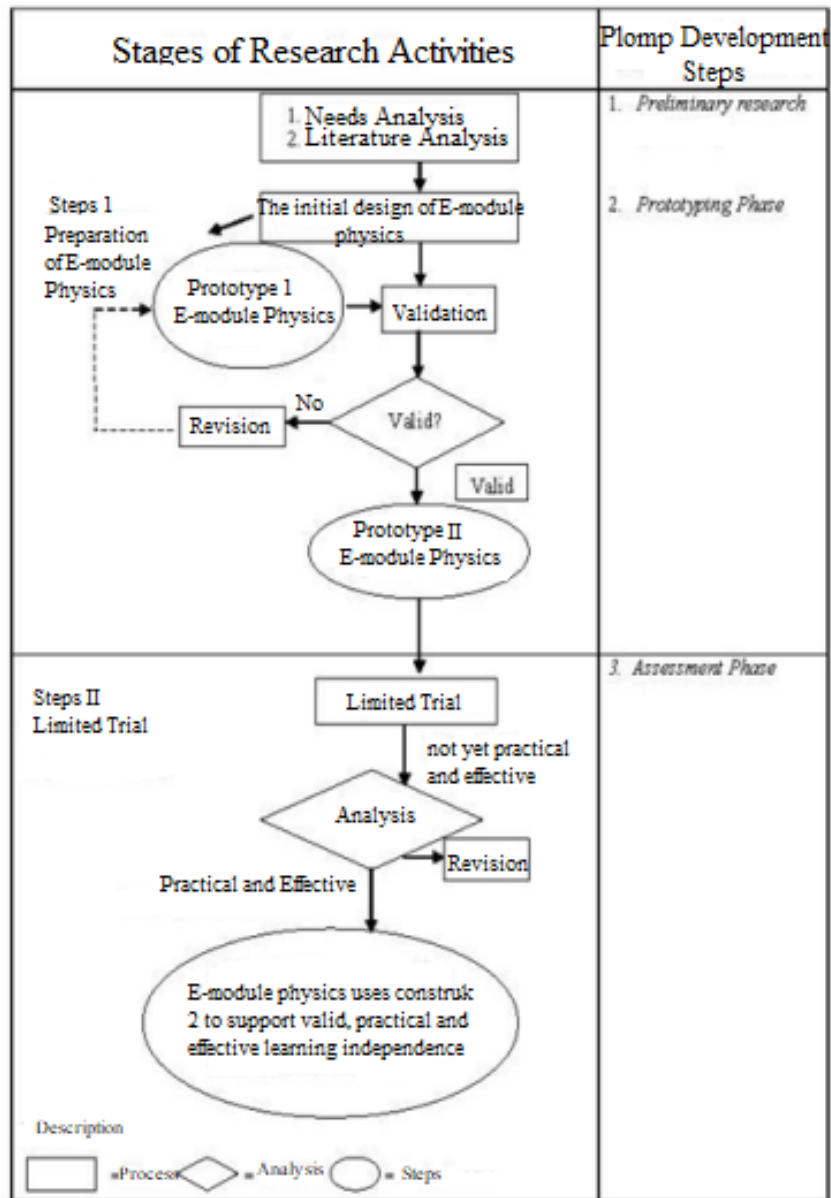 Stages of Research Activities
Plomp Development
Steps
1. Needs Analysis
2. Literature Analysis
1. Preliminary research
The initial design of E-module
physics
2. Prototyping Phase
Steps 1
Preparation
of E-module
Physics
Prototype 1
E-module Physics
Validation
Valid?
No
Revision
Valid
Prototype II
E-module Physics
3. Assessment Phase
Steps II
Limited Trial
Limited Trial
not yet practical
and effective
Analysis
Revision
Practical and Effective
E-module physics uses construk
2 to support valid, practical and
effective learning independence
Description
=Process
= Analysis
= Steps